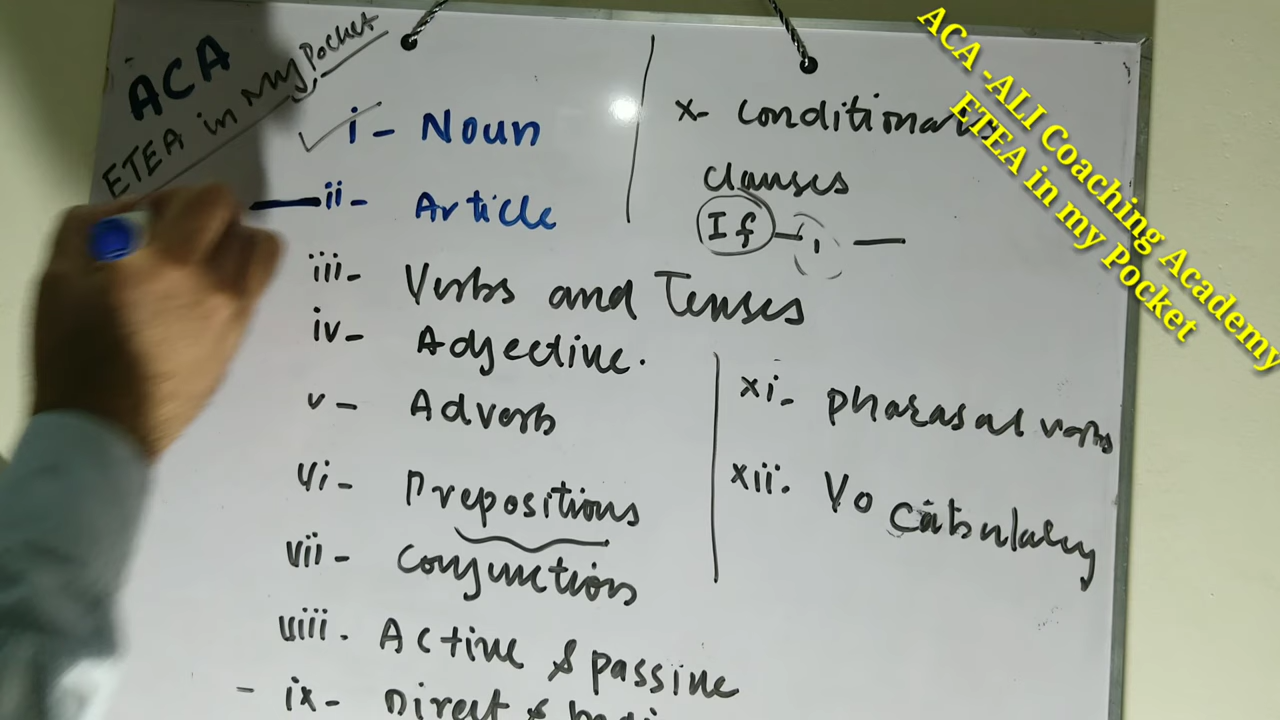 ACA
ETEA in My Pocket
i- Noun
ii- Article
iii- Verbs and Tenses
iv- Adjective.
v- Adverb
vi- Prepositions
vii- Conjunctions
viii. Active & passive
ix- Direct &
x- conditional
clauses
If - , -
xi- pharasal verbs
xii. Vocabulary
ACA -ALI Coaching Academy
ETEA in my Pocket